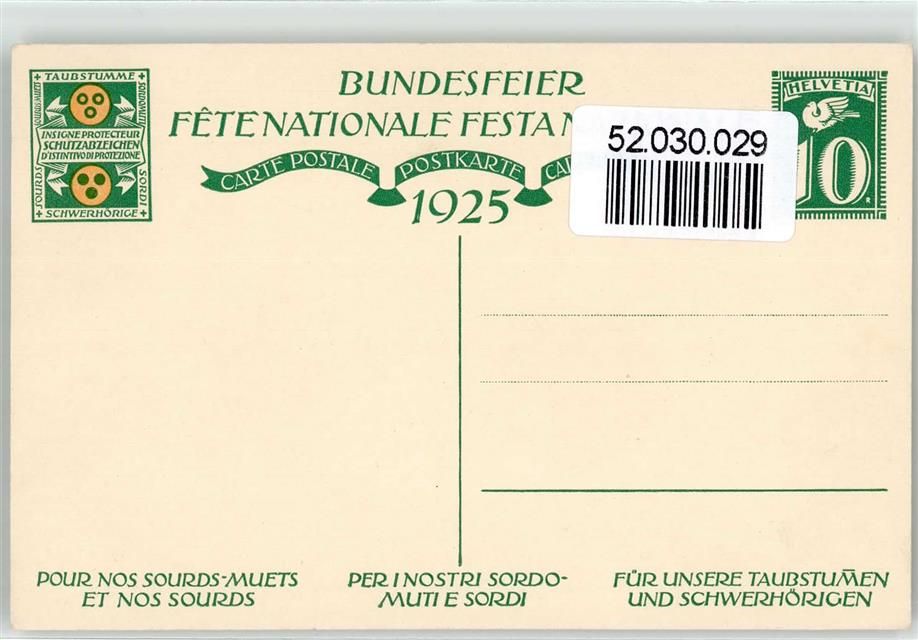 TAUBSTUMME
SOURDS-MUETS
SORDOMUTI
INSIGNE PROTECTEUR
SCHUTZABZEICHEN
D'ISTINTIVO DI PROTEZIONE
SOURDS
SORDI
SCHWERHÖRIGE
BUNDESFEIER
FÊTE NATIONALE FESTA
CARTE POSTALE POSTKARTE
1925
HELVETIA
10
52.030.029
POUR NOS SOURDS-MUETS
ET NOS SOURDS
PER I NOSTRI SORDO-
MUTI E SORDI
FÜR UNSERE TAUBSTUM̅EN
UND SCHWERHÖRIGEN